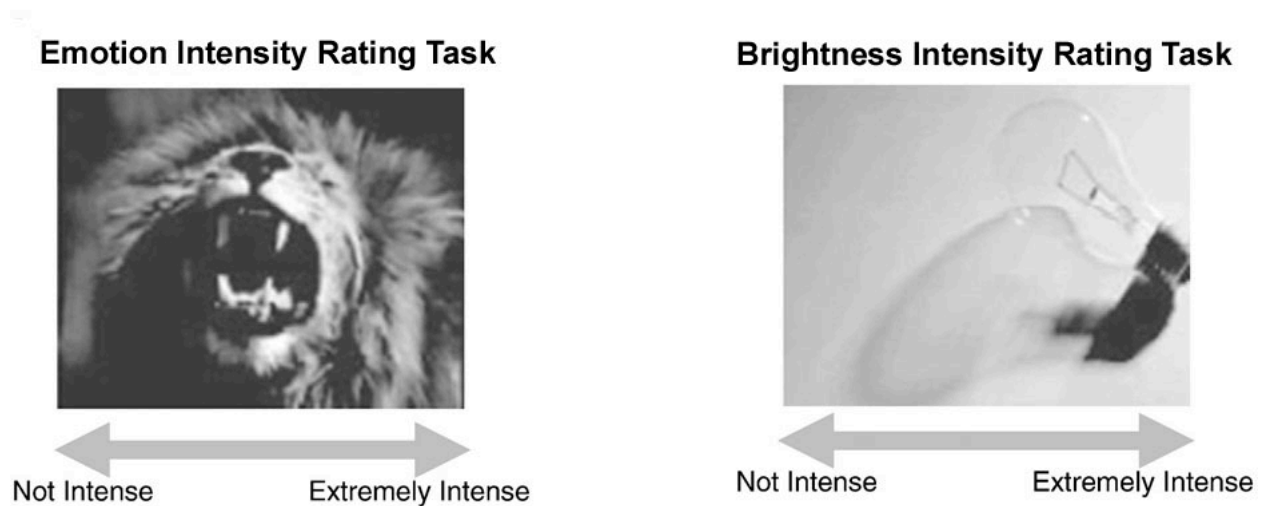 Emotion Intensity Rating Task
Brightness Intensity Rating Task
Not Intense
Extremely Intense
Not Intense
Extremely Intense